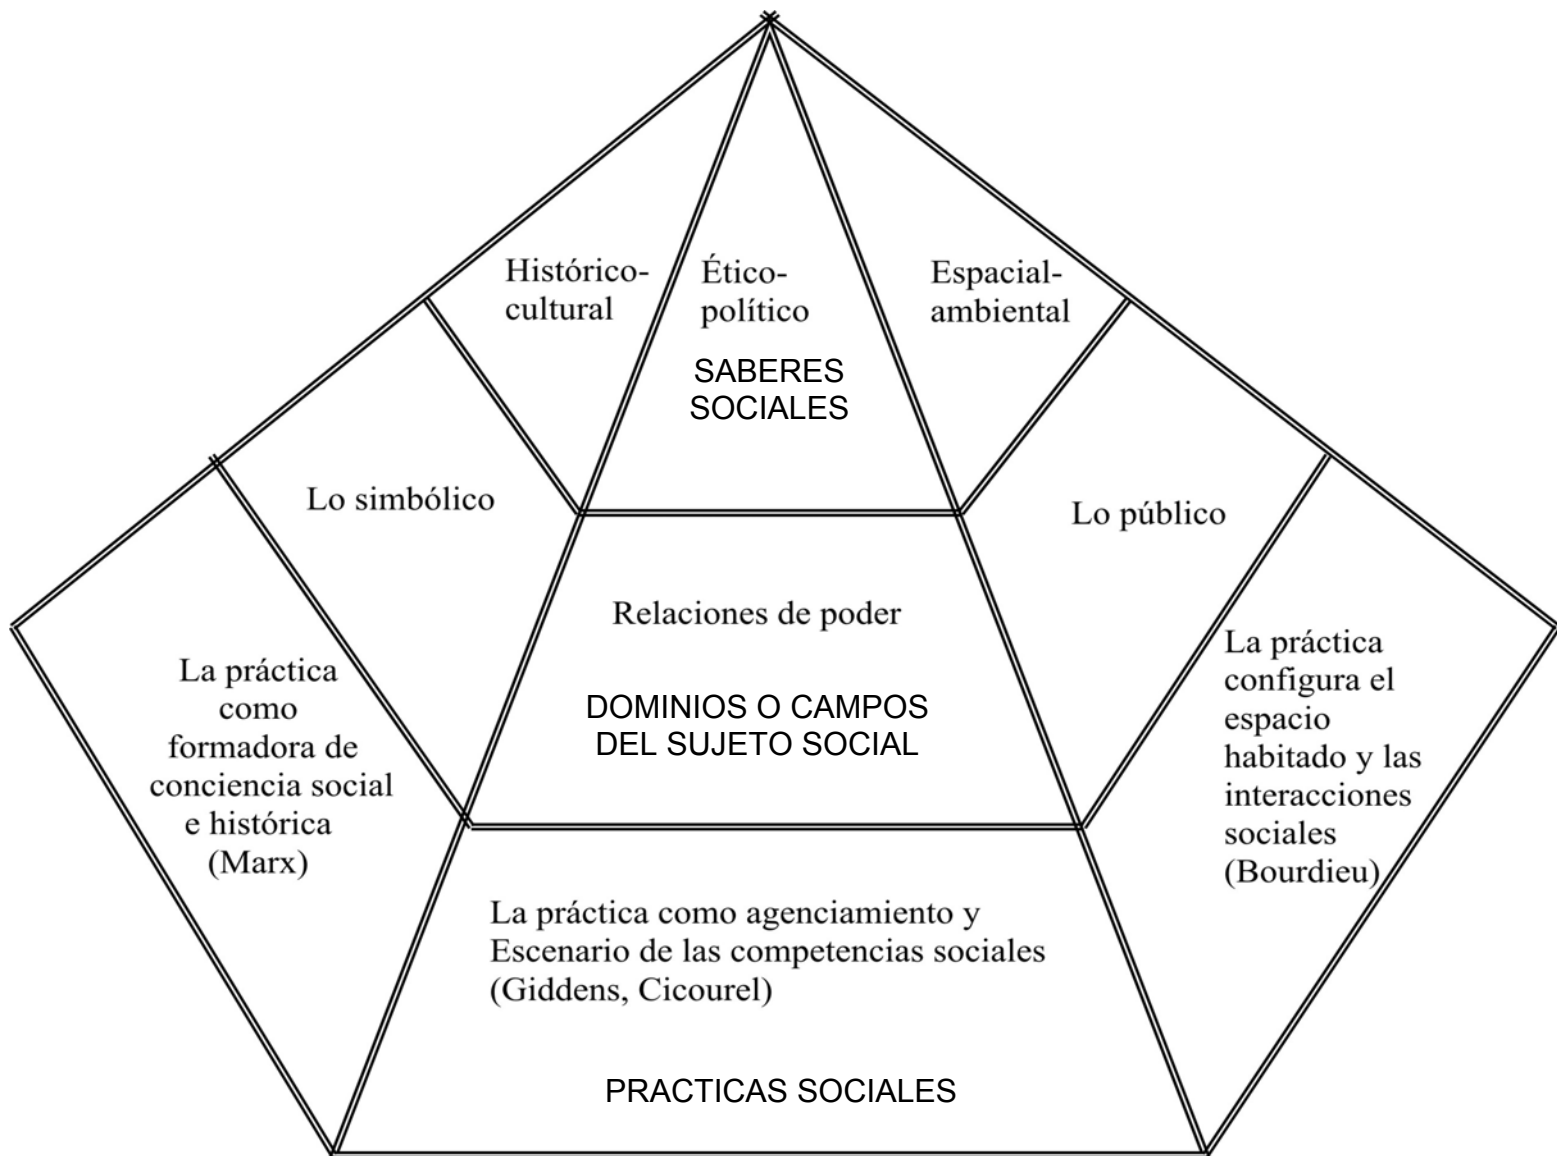 Histórico-
cultural
Ético-
político
SABERES
SOCIALES
Espacial-
ambiental
Lo simbólico
Relaciones de poder
DOMINIOS O CAMPOS
DEL SUJETO SOCIAL
Lo público
La práctica
como
formadora de
conciencia social
e histórica
(Marx)
La práctica como agenciamiento y
Escenario de las competencias sociales
(Giddens, Cicourel)
PRACTICAS SOCIALES
La práctica
configura el
espacio
habitado y las
interacciones
sociales
(Bourdieu)